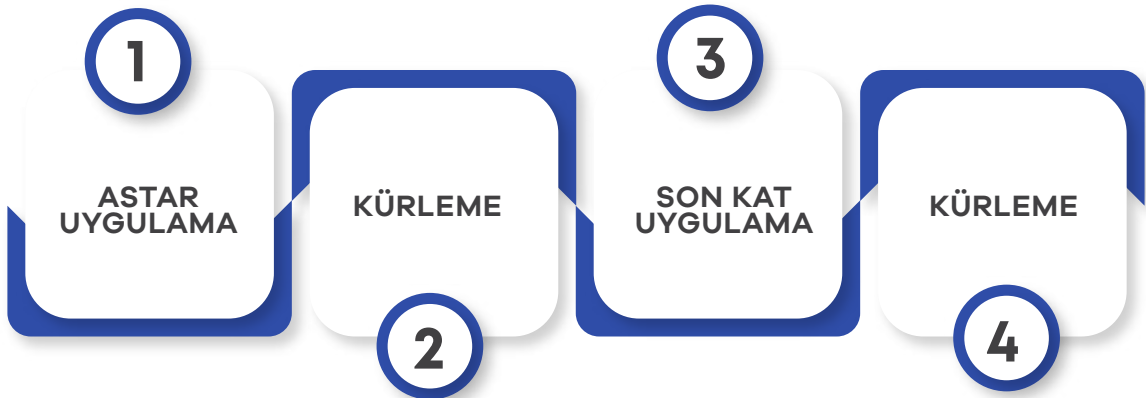 1
ASTAR
UYGULAMA
2
KÜRLEME
3
SON KAT
UYGULAMA
4
KÜRLEME